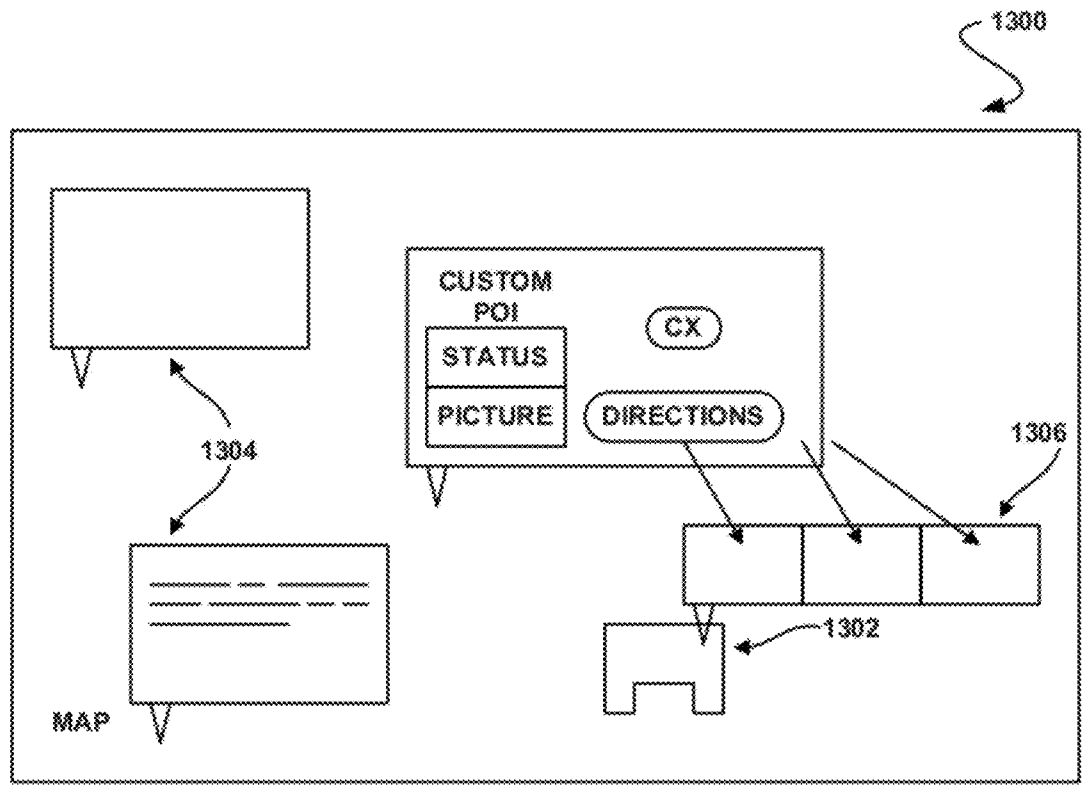 1300
CUSTOM
POI
CX
STATUS
PICTURE
DIRECTIONS
1304
1306
1302
MAP